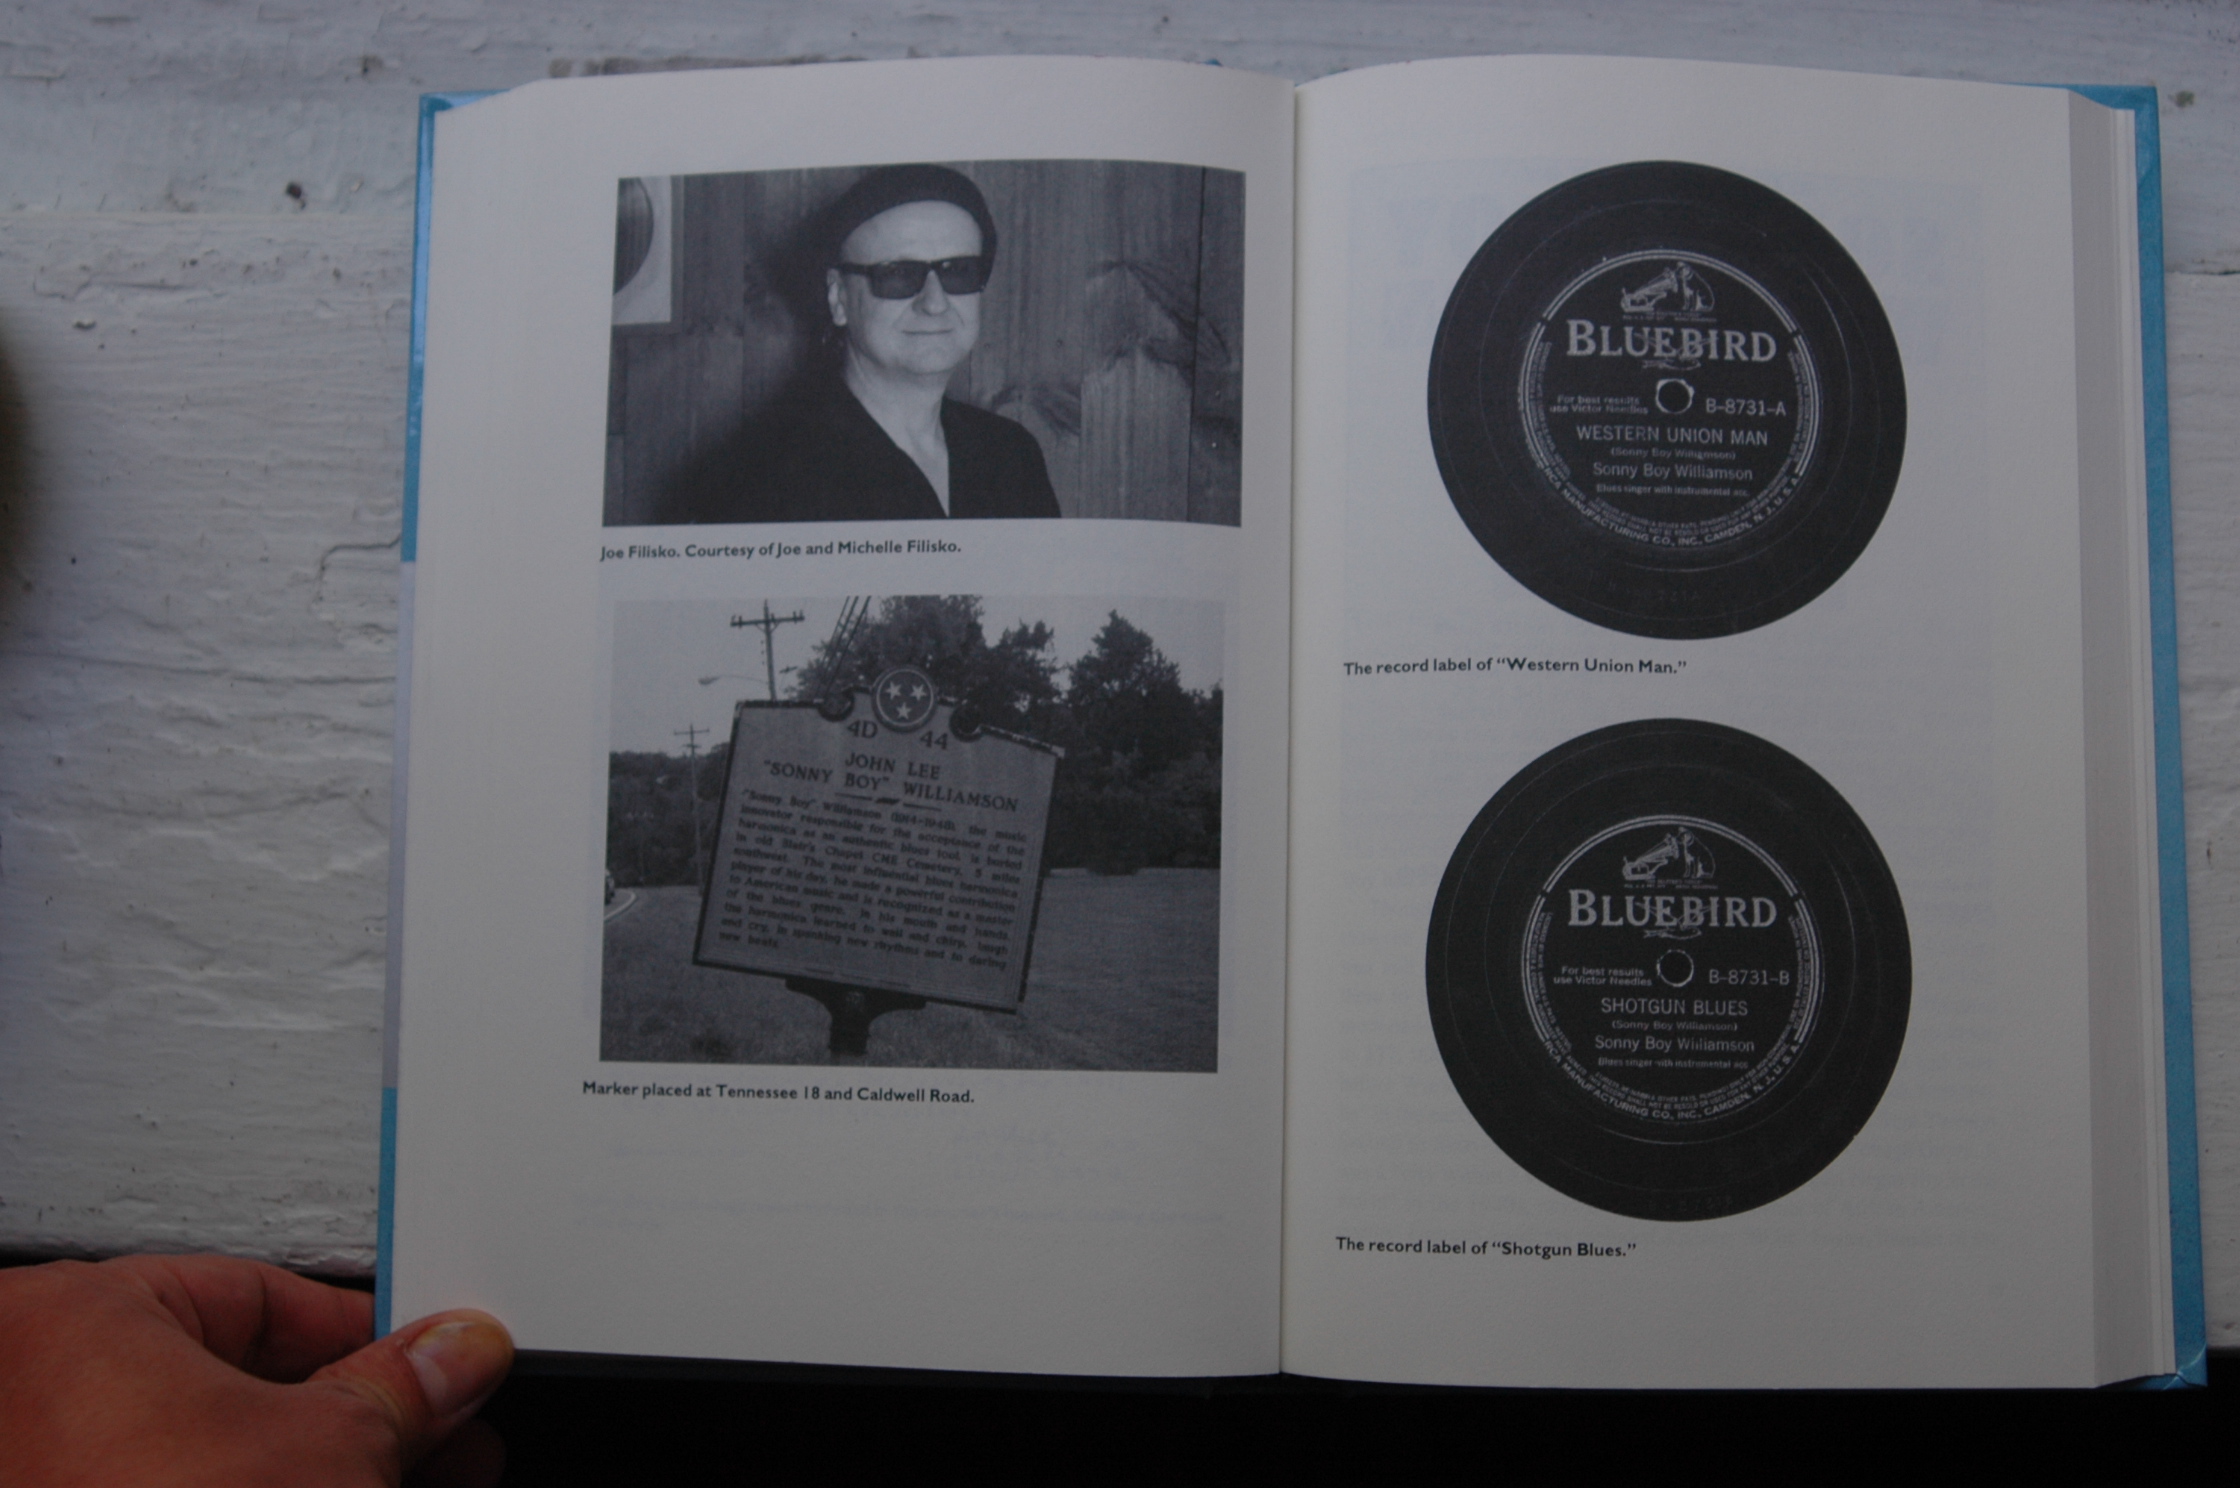 Joe Filisko. Courtesy of Joe and Michelle Filisko.
4D 44
JOHN LEE
"SONNY BOY" WILLIAMSON
"Sonny Boy" Williamson (1914-1948), the music
innovator responsible for the acceptance of the
harmonica as an authentic blues tool, is buried
in old Blair's Chapel CME Cemetery, 5 miles
southwest. The most influential blues harmonica
player of his day, he made a powerful contribution
to American music and is recognized as a master
of the blues genre. In his mouth and hands,
the harmonica learned to wail and chirp, laugh
and cry, in speaking new rhythms and in daring
new beats.
Marker placed at Tennessee 18 and Caldwell Road.
BLUEBIRD
For best results
use Victor Needles
B-8731-A
WESTERN UNION MAN
(Sonny Boy Williamson)
Sonny Boy Williamson
Blues singer with instrumental acc.
RCA MANUFACTURING CO., INC., CAMDEN, N. J., U. S. A.
The record label of “Western Union Man.”
BLUEBIRD
For best results
use Victor Needles
B-8731-B
SHOTGUN BLUES
(Sonny Boy Williamson)
Sonny Boy Williamson
Blues singer with instrumental acc.
RCA MANUFACTURING CO., INC., CAMDEN, N. J., U. S. A.
The record label of “Shotgun Blues.”